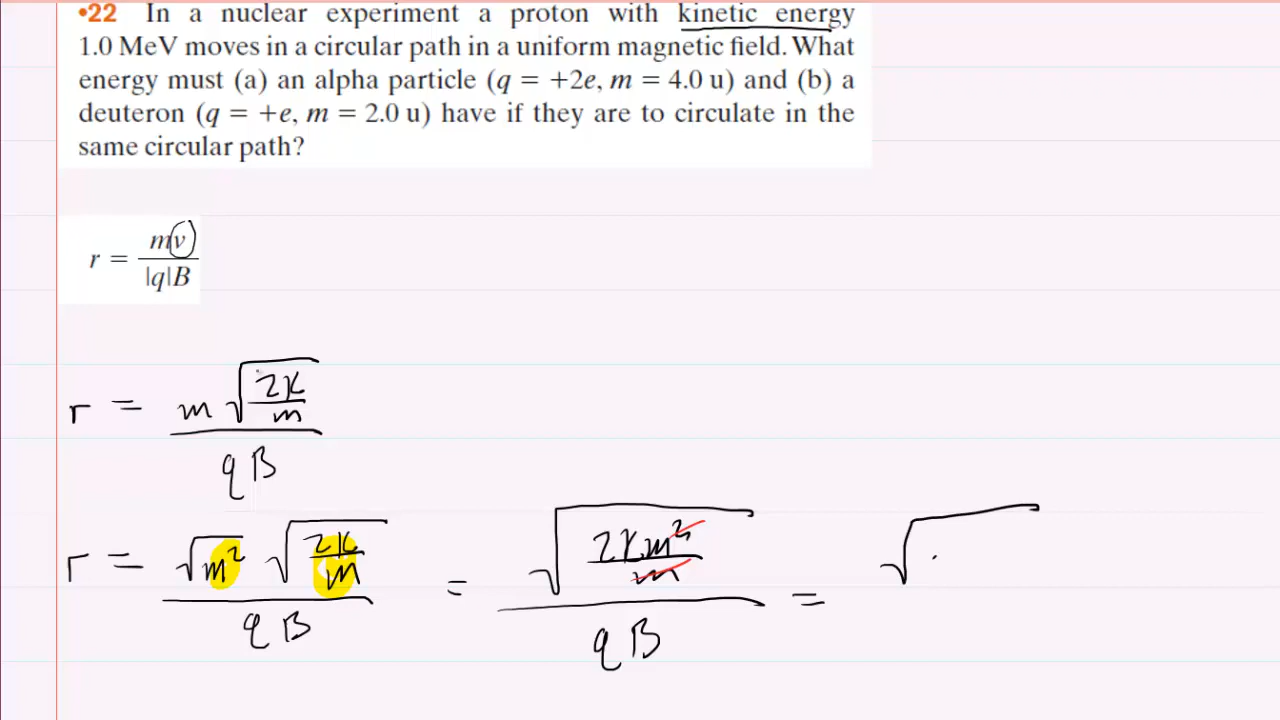 •22 In a nuclear experiment a proton with kinetic energy
1.0 MeV moves in a circular path in a uniform magnetic field. What
energy must (a) an alpha particle (q = +2e, m = 4.0 u) and (b) a
deuteron (q = +e, m = 2.0 u) have if they are to circulate in the
same circular path?
r = mv / |q|B
r = m √(2K/m) / qB
r = √m² √(2K/m) / qB = √(2Km²/m) / qB = √